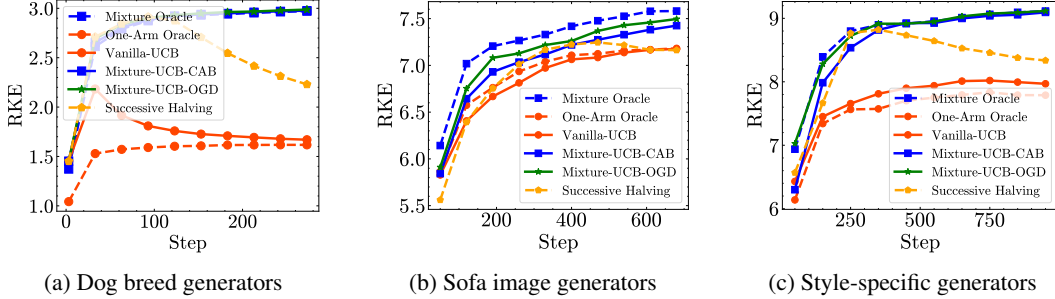 RKE
3.0
2.5
2.0
1.5
1.0
0
100
200
Step
Mixture Oracle
One-Arm Oracle
Vanilla-UCB
Mixture-UCB-CAB
Mixture-UCB-OGD
Successive Halving
(a) Dog breed generators
RKE
7.5
7.0
6.5
6.0
5.5
200
400
600
Step
Mixture Oracle
One-Arm Oracle
Vanilla-UCB
Mixture-UCB-CAB
Mixture-UCB-OGD
Successive Halving
(b) Sofa image generators
RKE
9
8
7
6
250
500
750
Step
Mixture Oracle
One-Arm Oracle
Vanilla-UCB
Mixture-UCB-CAB
Mixture-UCB-OGD
Successive Halving
(c) Style-specific generators